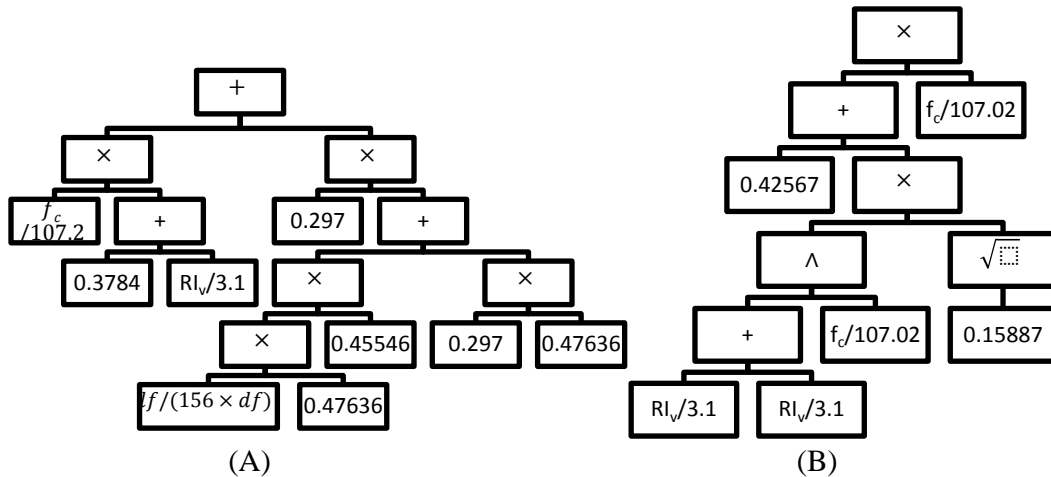 +
× ×
f_c
/107.2
+ 0.297 +
0.3784 RI_v/3.1 × ×
× 0.45546 0.297 0.47636
lf/(156 × df) 0.47636
(A)
×
+ f_c/107.02
0.42567 ×
∧ √
+ f_c/107.02 0.15887
RI_v/3.1 RI_v/3.1
(B)